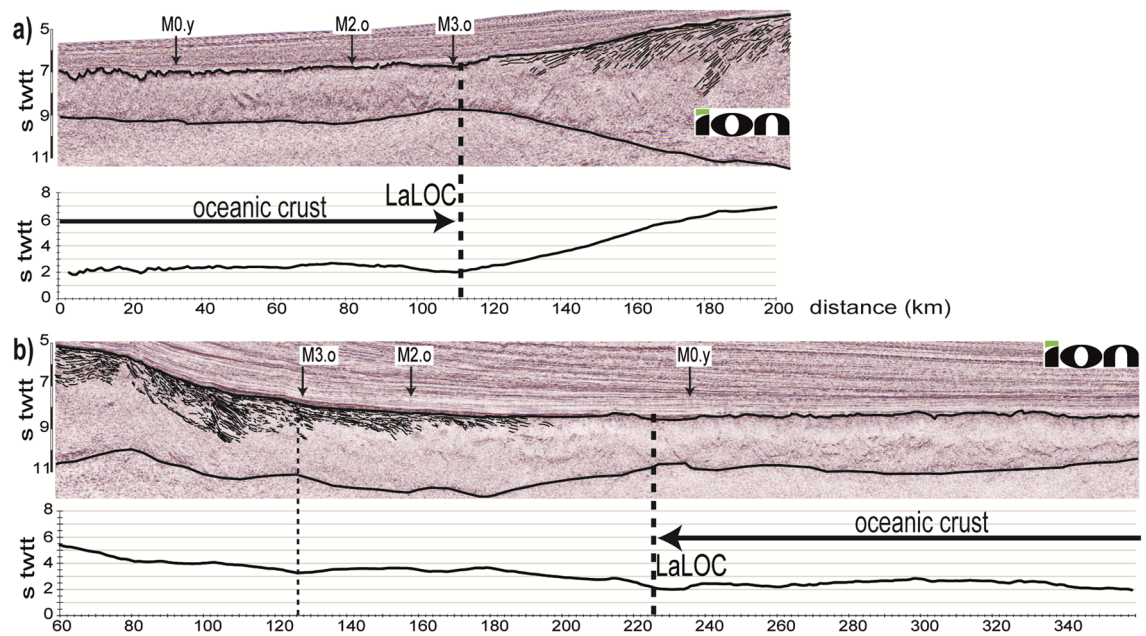 a)
5
7
9
11
s twtt
M0.y
M2.o
M3.o
ion
8
6
4
2
0
s twtt
oceanic crust
LaLOC
0 20 40 60 80 100 120 140 160 180 200
distance (km)
b)
5
7
9
11
s twtt
M3.o
M2.o
M0.y
ion
8
6
4
2
0
s twtt
oceanic crust
LaLOC
60 80 100 120 140 160 180 200 220 240 260 280 300 320 340 360